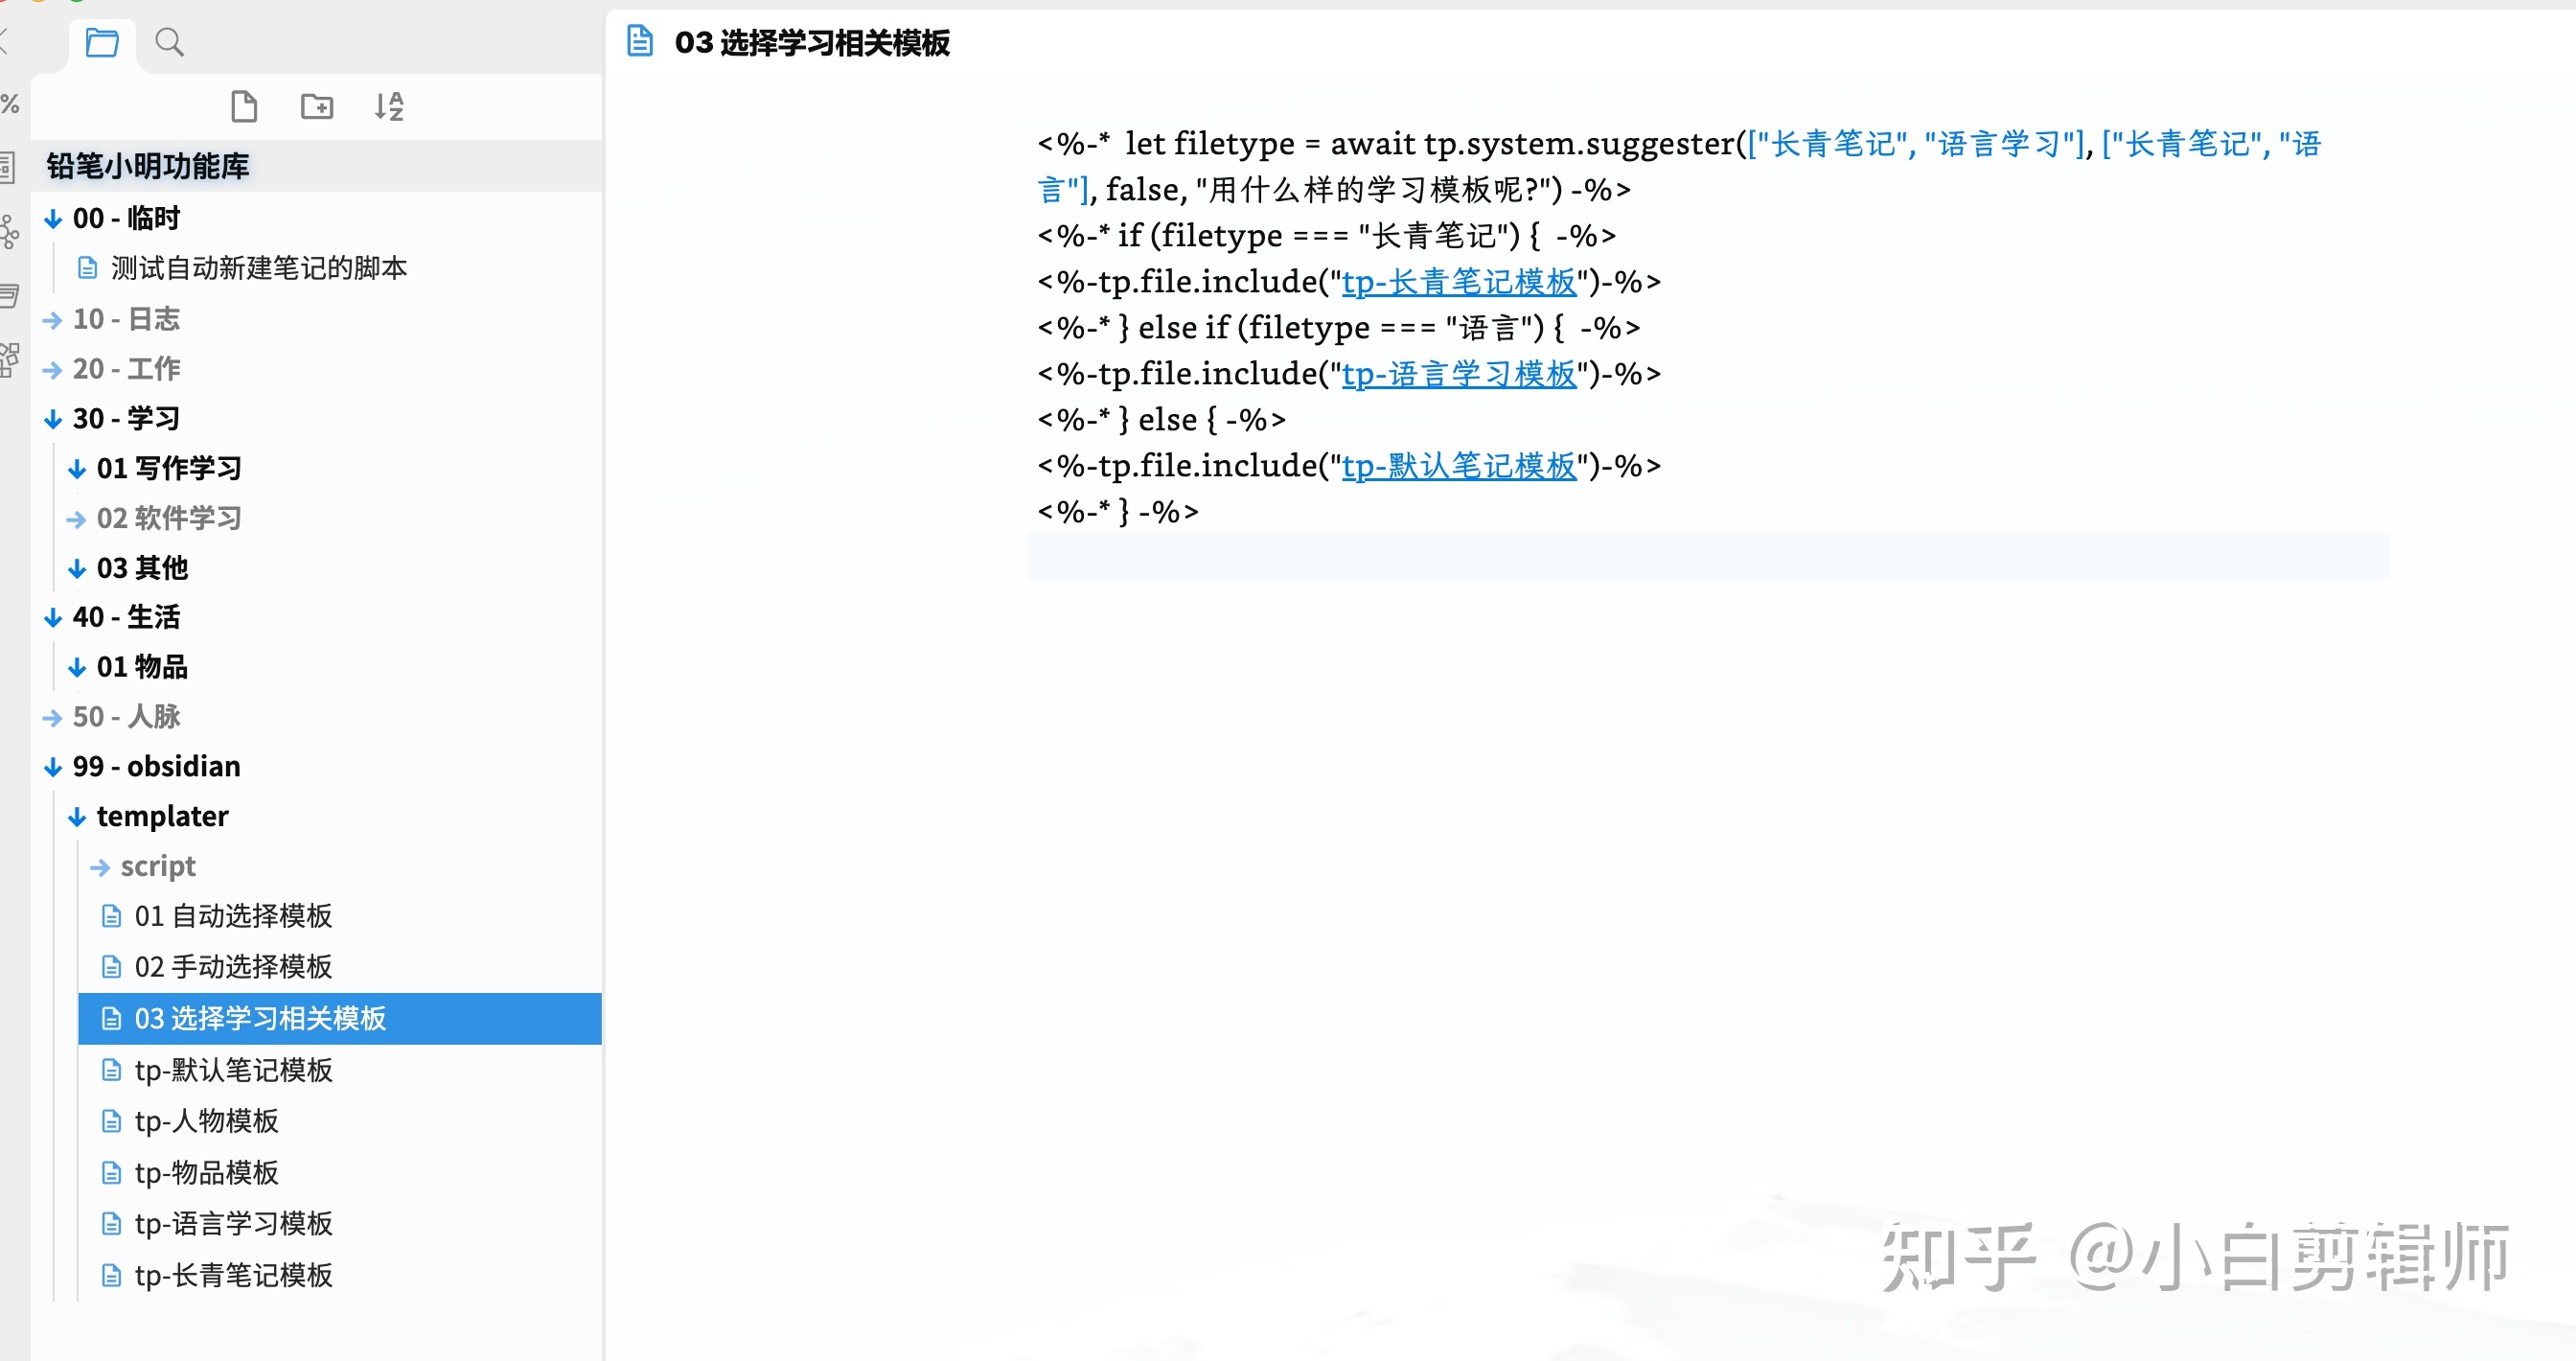 03 选择学习相关模板
铅笔小明功能库
00 - 临时
测试自动新建笔记的脚本
10 - 日志
20 - 工作
30 - 学习
01 写作学习
02 软件学习
03 其他
40 - 生活
01 物品
50 - 人脉
99 - obsidian
templater
script
01 自动选择模板
02 手动选择模板
03 选择学习相关模板
tp-默认笔记模板
tp-人物模板
tp-物品模板
tp-语言学习模板
tp-长青笔记模板
<%-*  let filetype = await tp.system.suggester(["长青笔记", "语言学习"], ["长青笔记", "语
言"], false, "用什么样的学习模板呢?") -%>
<%-* if (filetype === "长青笔记") {  -%>
<%-tp.file.include("tp-长青笔记模板")-%>
<%-* } else if (filetype === "语言") {  -%>
<%-tp.file.include("tp-语言学习模板")-%>
<%-* } else { -%>
<%-tp.file.include("tp-默认笔记模板")-%>
<%-* } -%>
知乎 @小白剪辑师